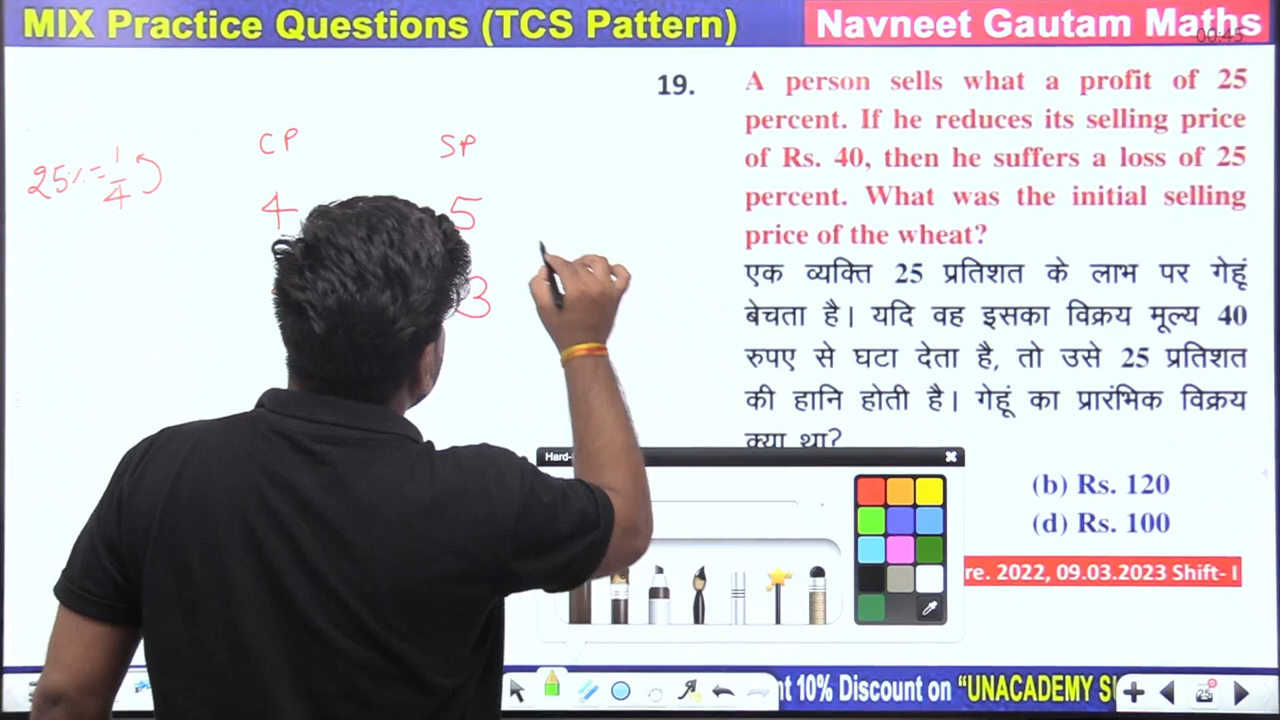 MIX Practice Questions (TCS Pattern)
Navneet Gautam Maths
00:45
19. A person sells what a profit of 25
percent. If he reduces its selling price
of Rs. 40, then he suffers a loss of 25
percent. What was the initial selling
price of the wheat?
एक व्यक्ति 25 प्रतिशत के लाभ पर गेहूं
बेचता है। यदि वह इसका विक्रय मूल्य 40
रुपए से घटा देता है, तो उसे 25 प्रतिशत
की हानि होती है। गेहूं का प्रारंभिक विक्रय
क्या था?
(b) Rs. 120
(d) Rs. 100
re. 2022, 09.03.2023 Shift- I
CP SP
25%=1/4
4 5
3
Hard-
nt 10% Discount on "UNACADEMY S
25